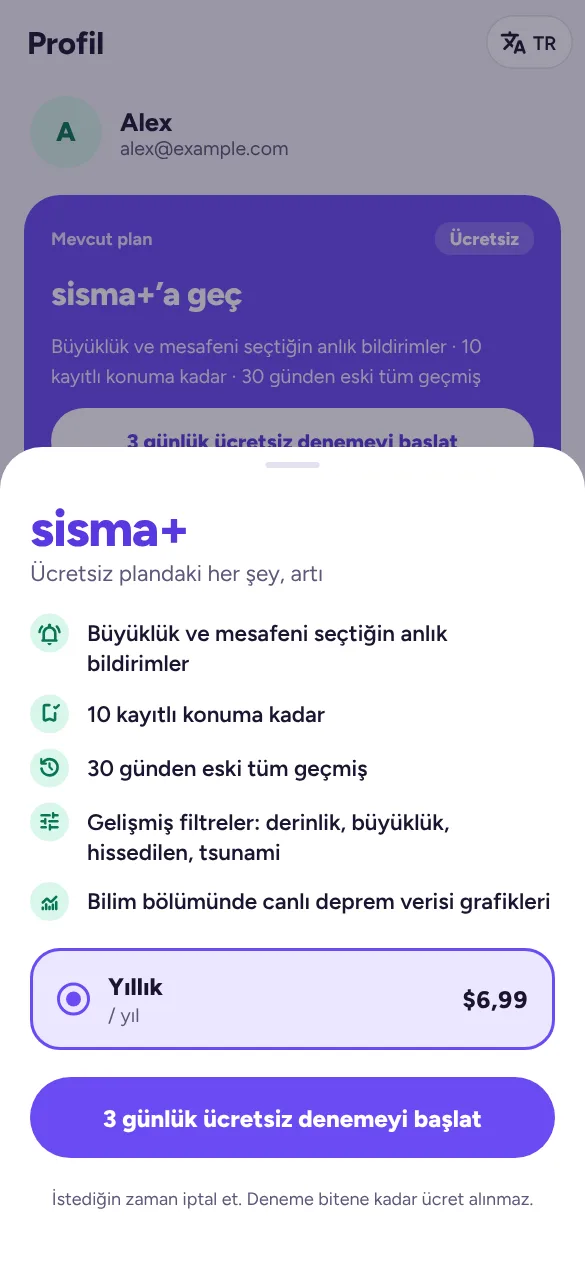 Profil
TR
A
Alex
alex@example.com
Mevcut plan
Ücretsiz
sisma+’a geç
Büyüklük ve mesafeni seçtiğin anlık bildirimler · 10
kayıtlı konuma kadar · 30 günden eski tüm geçmiş
3 günlük ücretsiz denemeyi başlat
sisma+
Ücretsiz plandaki her şey, artı
Büyüklük ve mesafeni seçtiğin anlık
bildirimler
10 kayıtlı konuma kadar
30 günden eski tüm geçmiş
Gelişmiş filtreler: derinlik, büyüklük,
hissedilen, tsunami
Bilim bölümünde canlı deprem verisi grafikleri
Yıllık
/ yıl
$6,99
3 günlük ücretsiz denemeyi başlat
İstediğin zaman iptal et. Deneme bitene kadar ücret alınmaz.